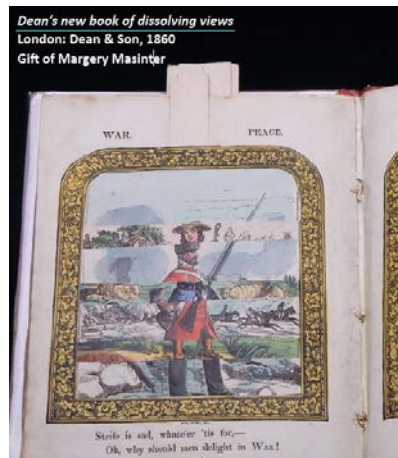 Dean's new book of dissolving views
London: Dean & Son, 1860
Gift of Margery Masinter
WAR. PEACE.
Strife is sad, whate'er 'tis for,—
Oh, why should men delight in WAR!